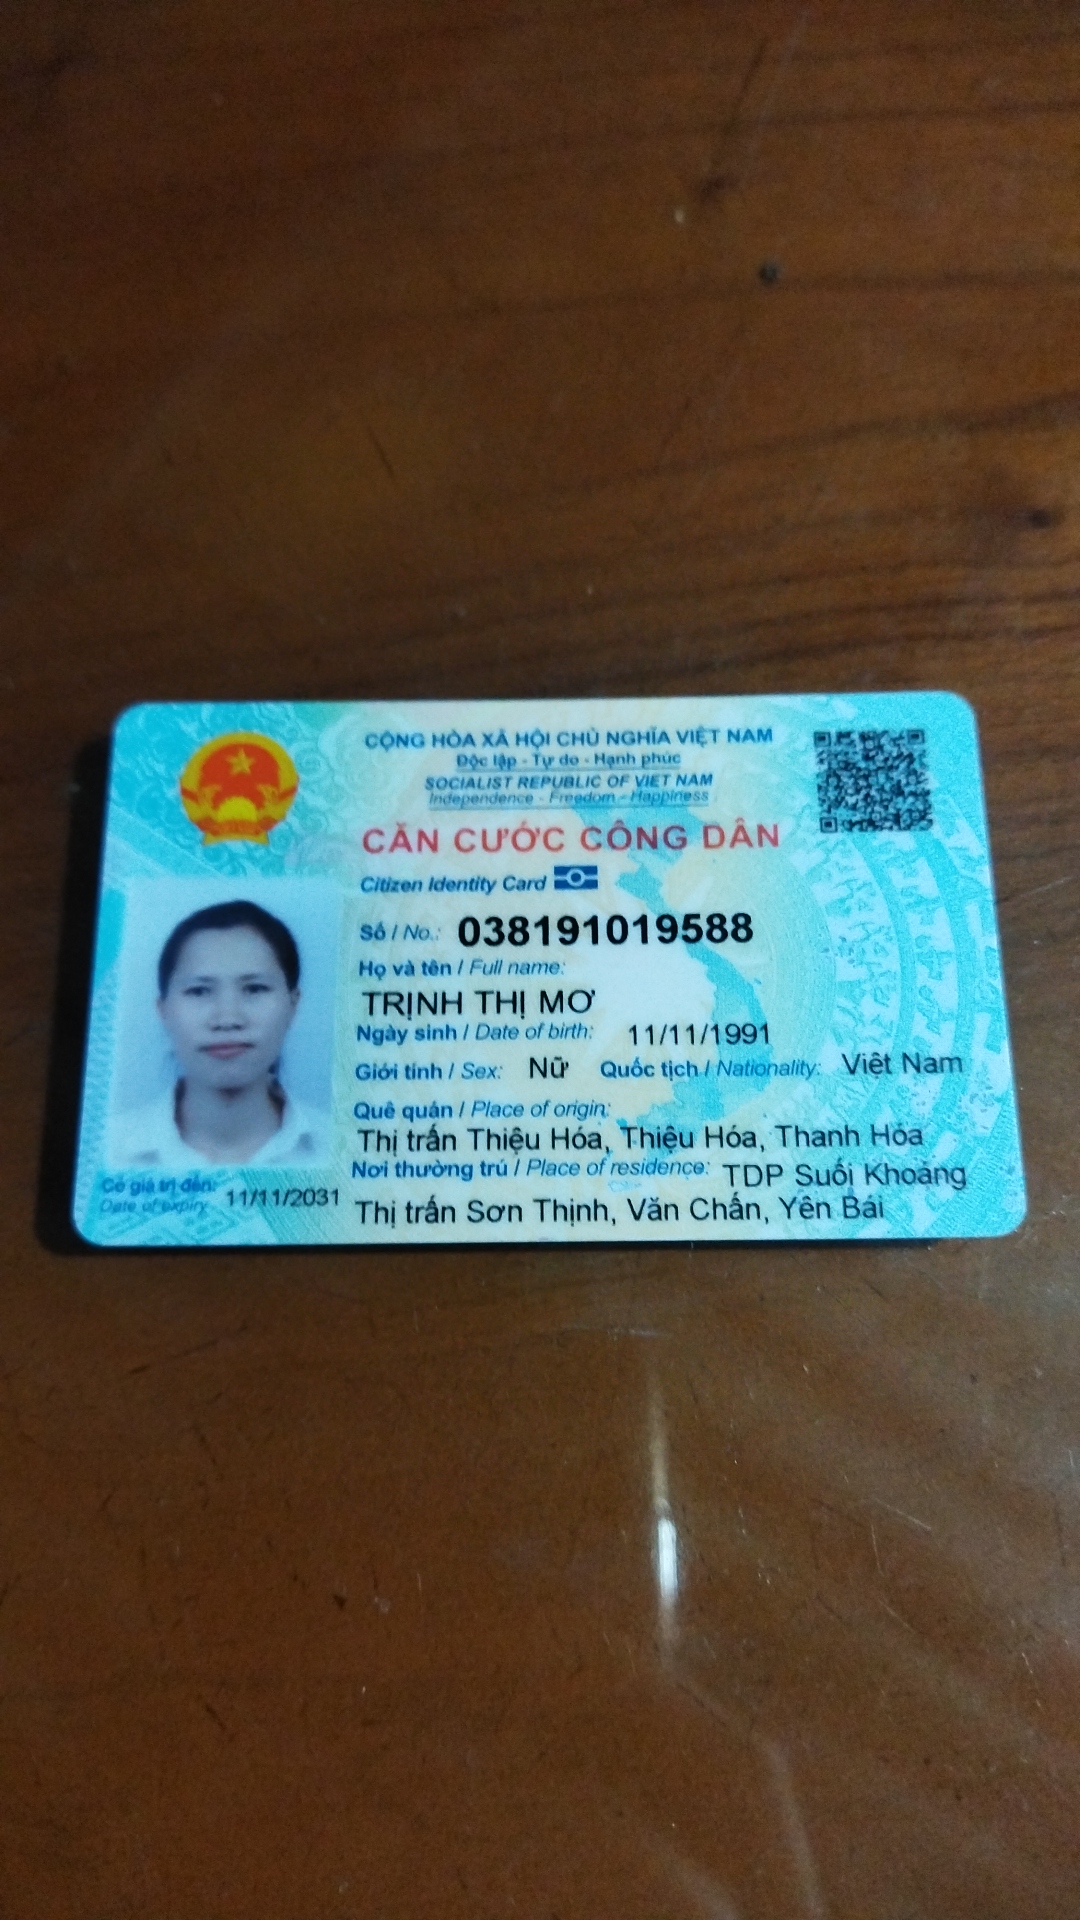 CỘNG HÒA XÃ HỘI CHỦ NGHĨA VIỆT NAM
Độc lập - Tự do - Hạnh phúc
SOCIALIST REPUBLIC OF VIET NAM
Independence - Freedom - Happiness
CĂN CƯỚC CÔNG DÂN
Citizen Identity Card
Số / No.: 038191019588
Họ và tên / Full name:
TRỊNH THỊ MƠ
Ngày sinh / Date of birth: 11/11/1991
Giới tính / Sex: Nữ Quốc tịch / Nationality: Việt Nam
Quê quán / Place of origin:
Thị trấn Thiệu Hóa, Thiệu Hóa, Thanh Hóa
Nơi thường trú / Place of residence: TDP Suối Khoáng
Thị trấn Sơn Thịnh, Văn Chấn, Yên Bái
Có giá trị đến: 11/11/2031
Date of expiry